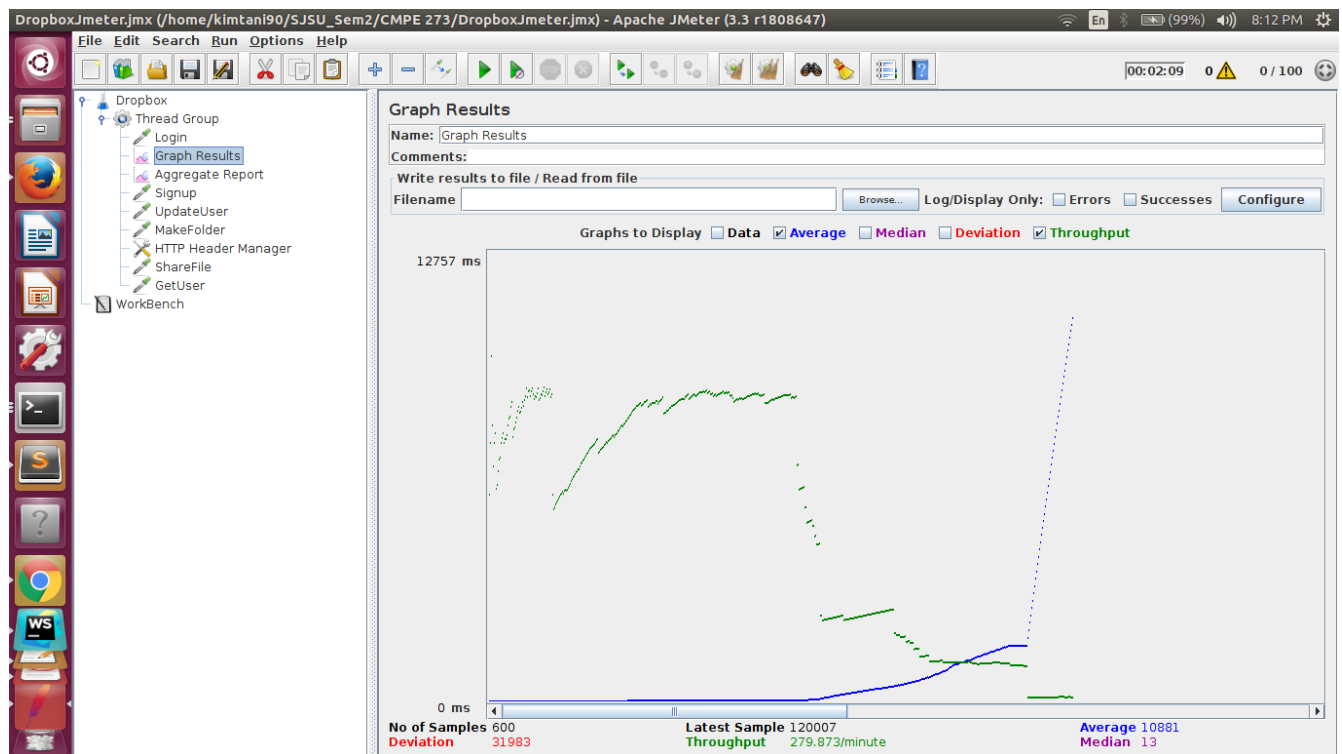 DropboxJmeter.jmx (/home/kimtani90/SJSU_Sem2/CMPE 273/DropboxJmeter.jmx) - Apache JMeter (3.3 r1808647) En (99%) 8:12 PM
File Edit Search Run Options Help
00:02:09 0 0 / 100
Dropbox
Thread Group
Login
Graph Results
Aggregate Report
Signup
UpdateUser
MakeFolder
HTTP Header Manager
ShareFile
GetUser
WorkBench
Graph Results
Name: Graph Results
Comments:
Write results to file / Read from file
Filename Browse... Log/Display Only: Errors Successes Configure
Graphs to Display Data Average Median Deviation Throughput
12757 ms
0 ms
No of Samples 600 Latest Sample 120007 Average 10881
Deviation 31983 Throughput 279.873/minute Median 13
S
?
WS